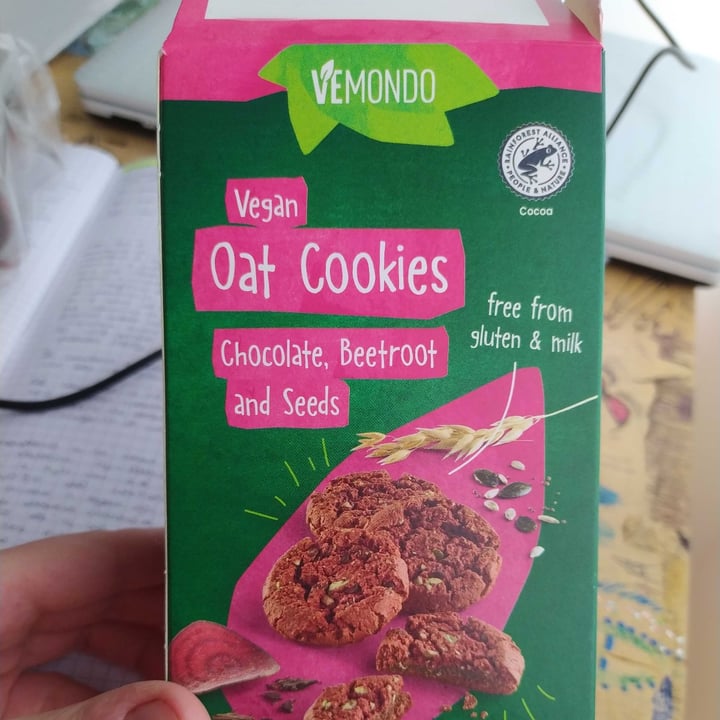 VEMONDO
RAINFOREST ALLIANCE
PEOPLE & NATURE
Cocoa
Vegan
Oat Cookies
free from
gluten & milk
Chocolate, Beetroot
and Seeds